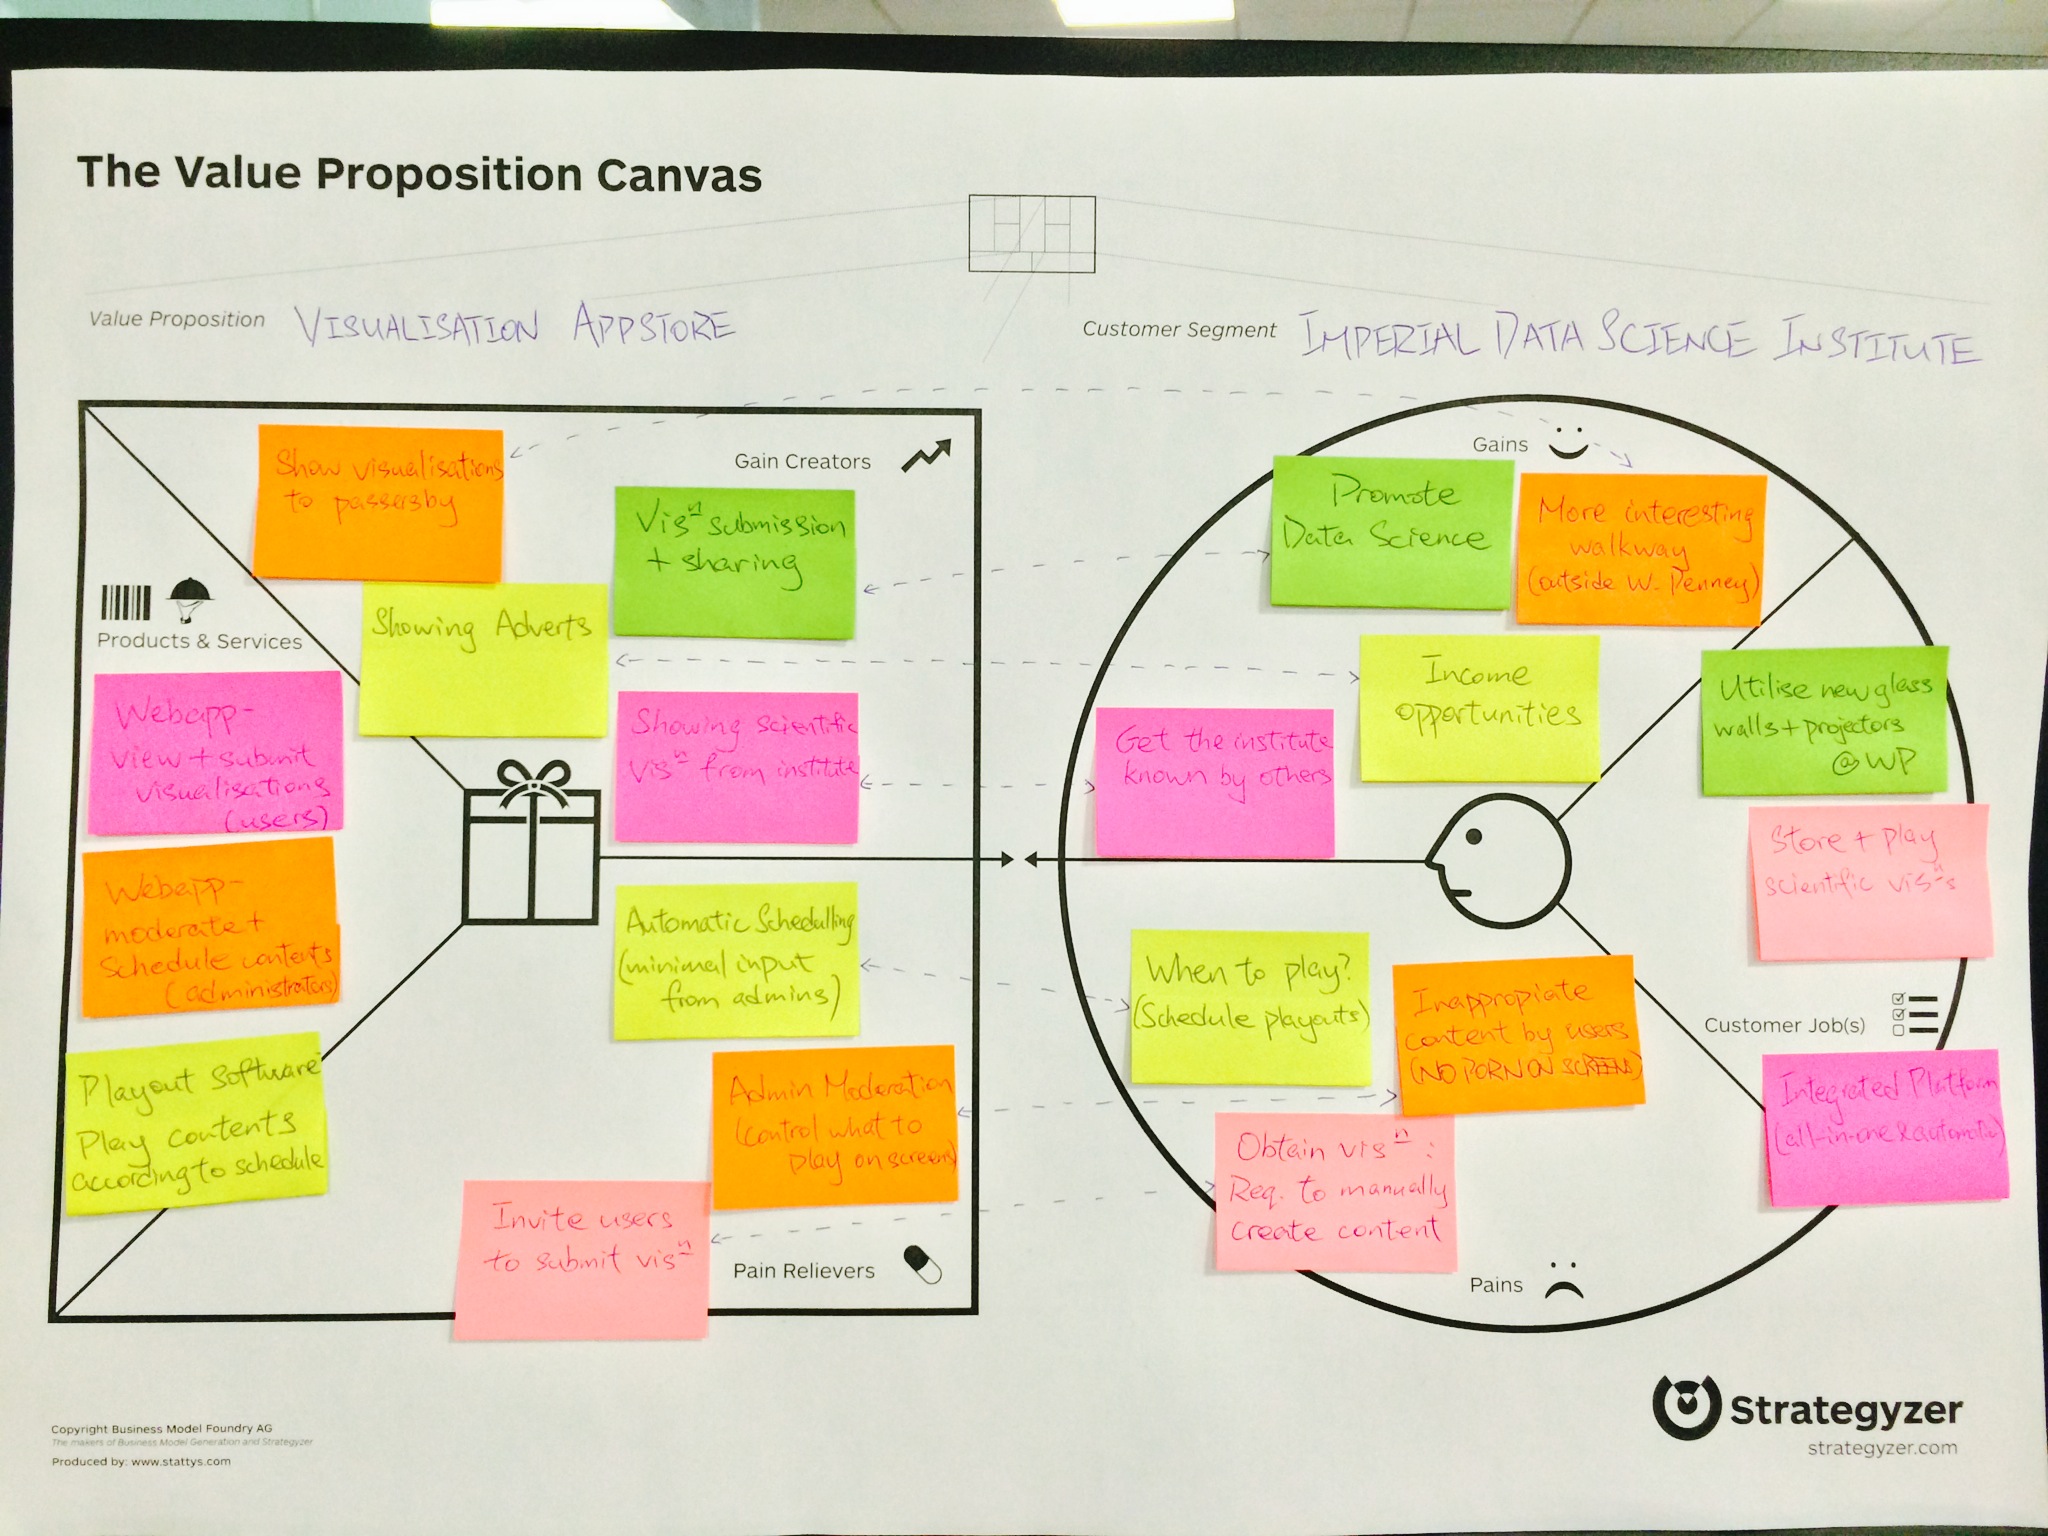 The Value Proposition Canvas
Value Proposition
VISUALISATION APPSTORE
Customer Segment
IMPERIAL DATA SCIENCE INSTITUTE
Gain Creators
Show visualisations
to passersby
Visⁿ submission
+ sharing
Showing Adverts
Showing scientific
visⁿ from institute
Products & Services
Webapp-
view + submit
visualisations
(users)
Webapp-
moderate +
Schedule contents
(administrators)
Playout Software
Play contents
according to schedule
Automatic Schedulling
(minimal input
from admins)
Admin Moderation
(control what to
play on screens)
Invite users
to submit visⁿ
Pain Relievers
Gains
Promote
Data Science
More interesting
walkway
(outside W. Penney)
Income
opportunities
Get the institute
known by others
Utilise new glass
walls + projectors
@ WP
Store + play
scientific visⁿs
Customer Job(s)
Integrated Platform
(all-in-one & automatic)
When to play?
(Schedule playouts)
Inappropiate
content by users
(NO PORN ON SCREENS)
Obtain visⁿ:
Req. to manually
create content
Pains
Copyright Business Model Foundry AG
The makers of Business Model Generation and Strategyzer
Produced by: www.stattys.com
Strategyzer
strategyzer.com